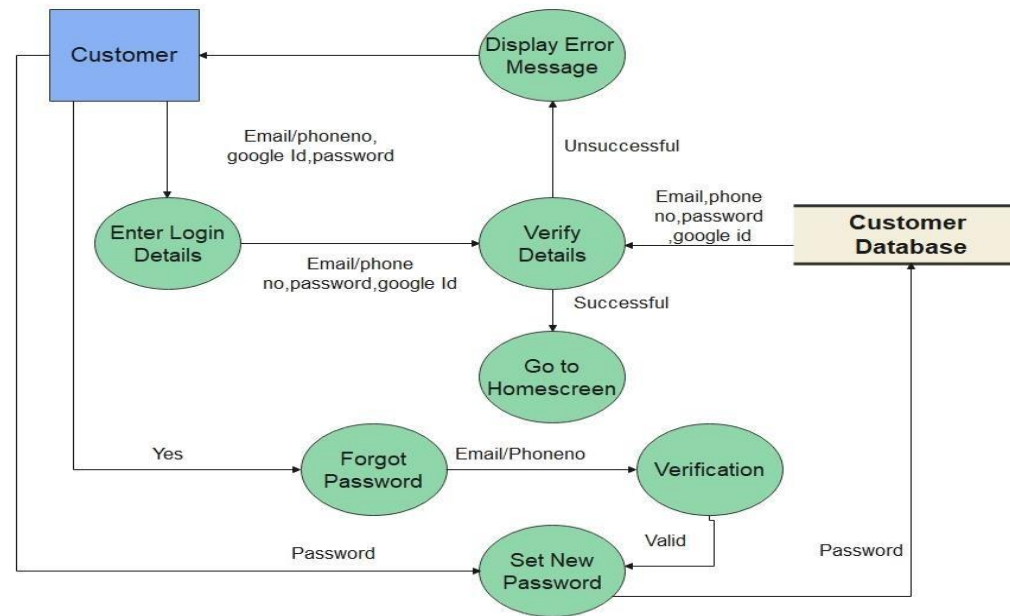 Customer
Display Error
Message
Email/phoneno,
google Id,password
Unsuccessful
Email,phone
no,password
,google id
Customer
Database
Enter Login
Details
Verify
Details
Email/phone
no,password,google Id
Successful
Go to
Homescreen
Yes
Forgot
Password
Email/Phoneno
Verification
Valid
Password
Set New
Password
Password